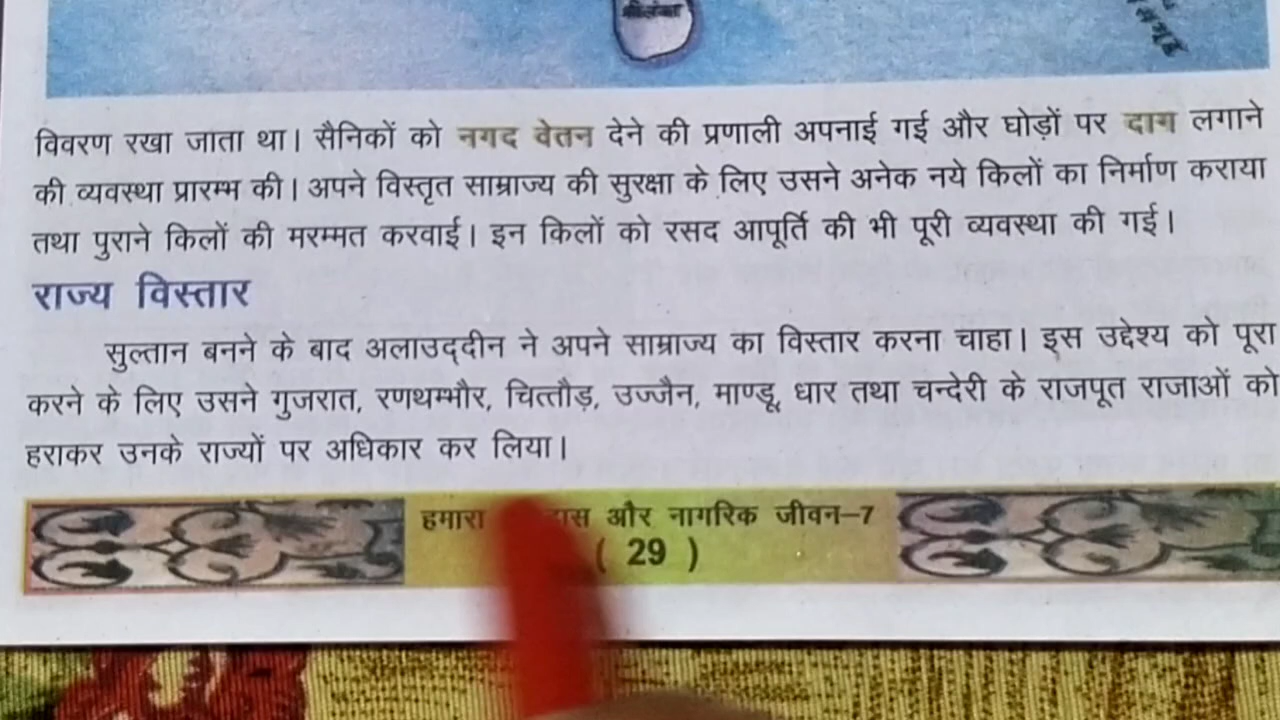 विवरण रखा जाता था। सैनिकों को नगद वेतन देने की प्रणाली अपनाई गई और घोड़ों पर दाग लगाने
की व्यवस्था प्रारम्भ की। अपने विस्तृत साम्राज्य की सुरक्षा के लिए उसने अनेक नये किलों का निर्माण कराया
तथा पुराने किलों की मरम्मत करवाई। इन किलों को रसद आपूर्ति की भी पूरी व्यवस्था की गई।
राज्य विस्तार
सुल्तान बनने के बाद अलाउद्दीन ने अपने साम्राज्य का विस्तार करना चाहा। इस उद्देश्य को पूरा
करने के लिए उसने गुजरात, रणथम्भौर, चित्तौड़, उज्जैन, माण्डू, धार तथा चन्देरी के राजपूत राजाओं को
हराकर उनके राज्यों पर अधिकार कर लिया।
हमारा और नागरिक जीवन–7
( 29 )